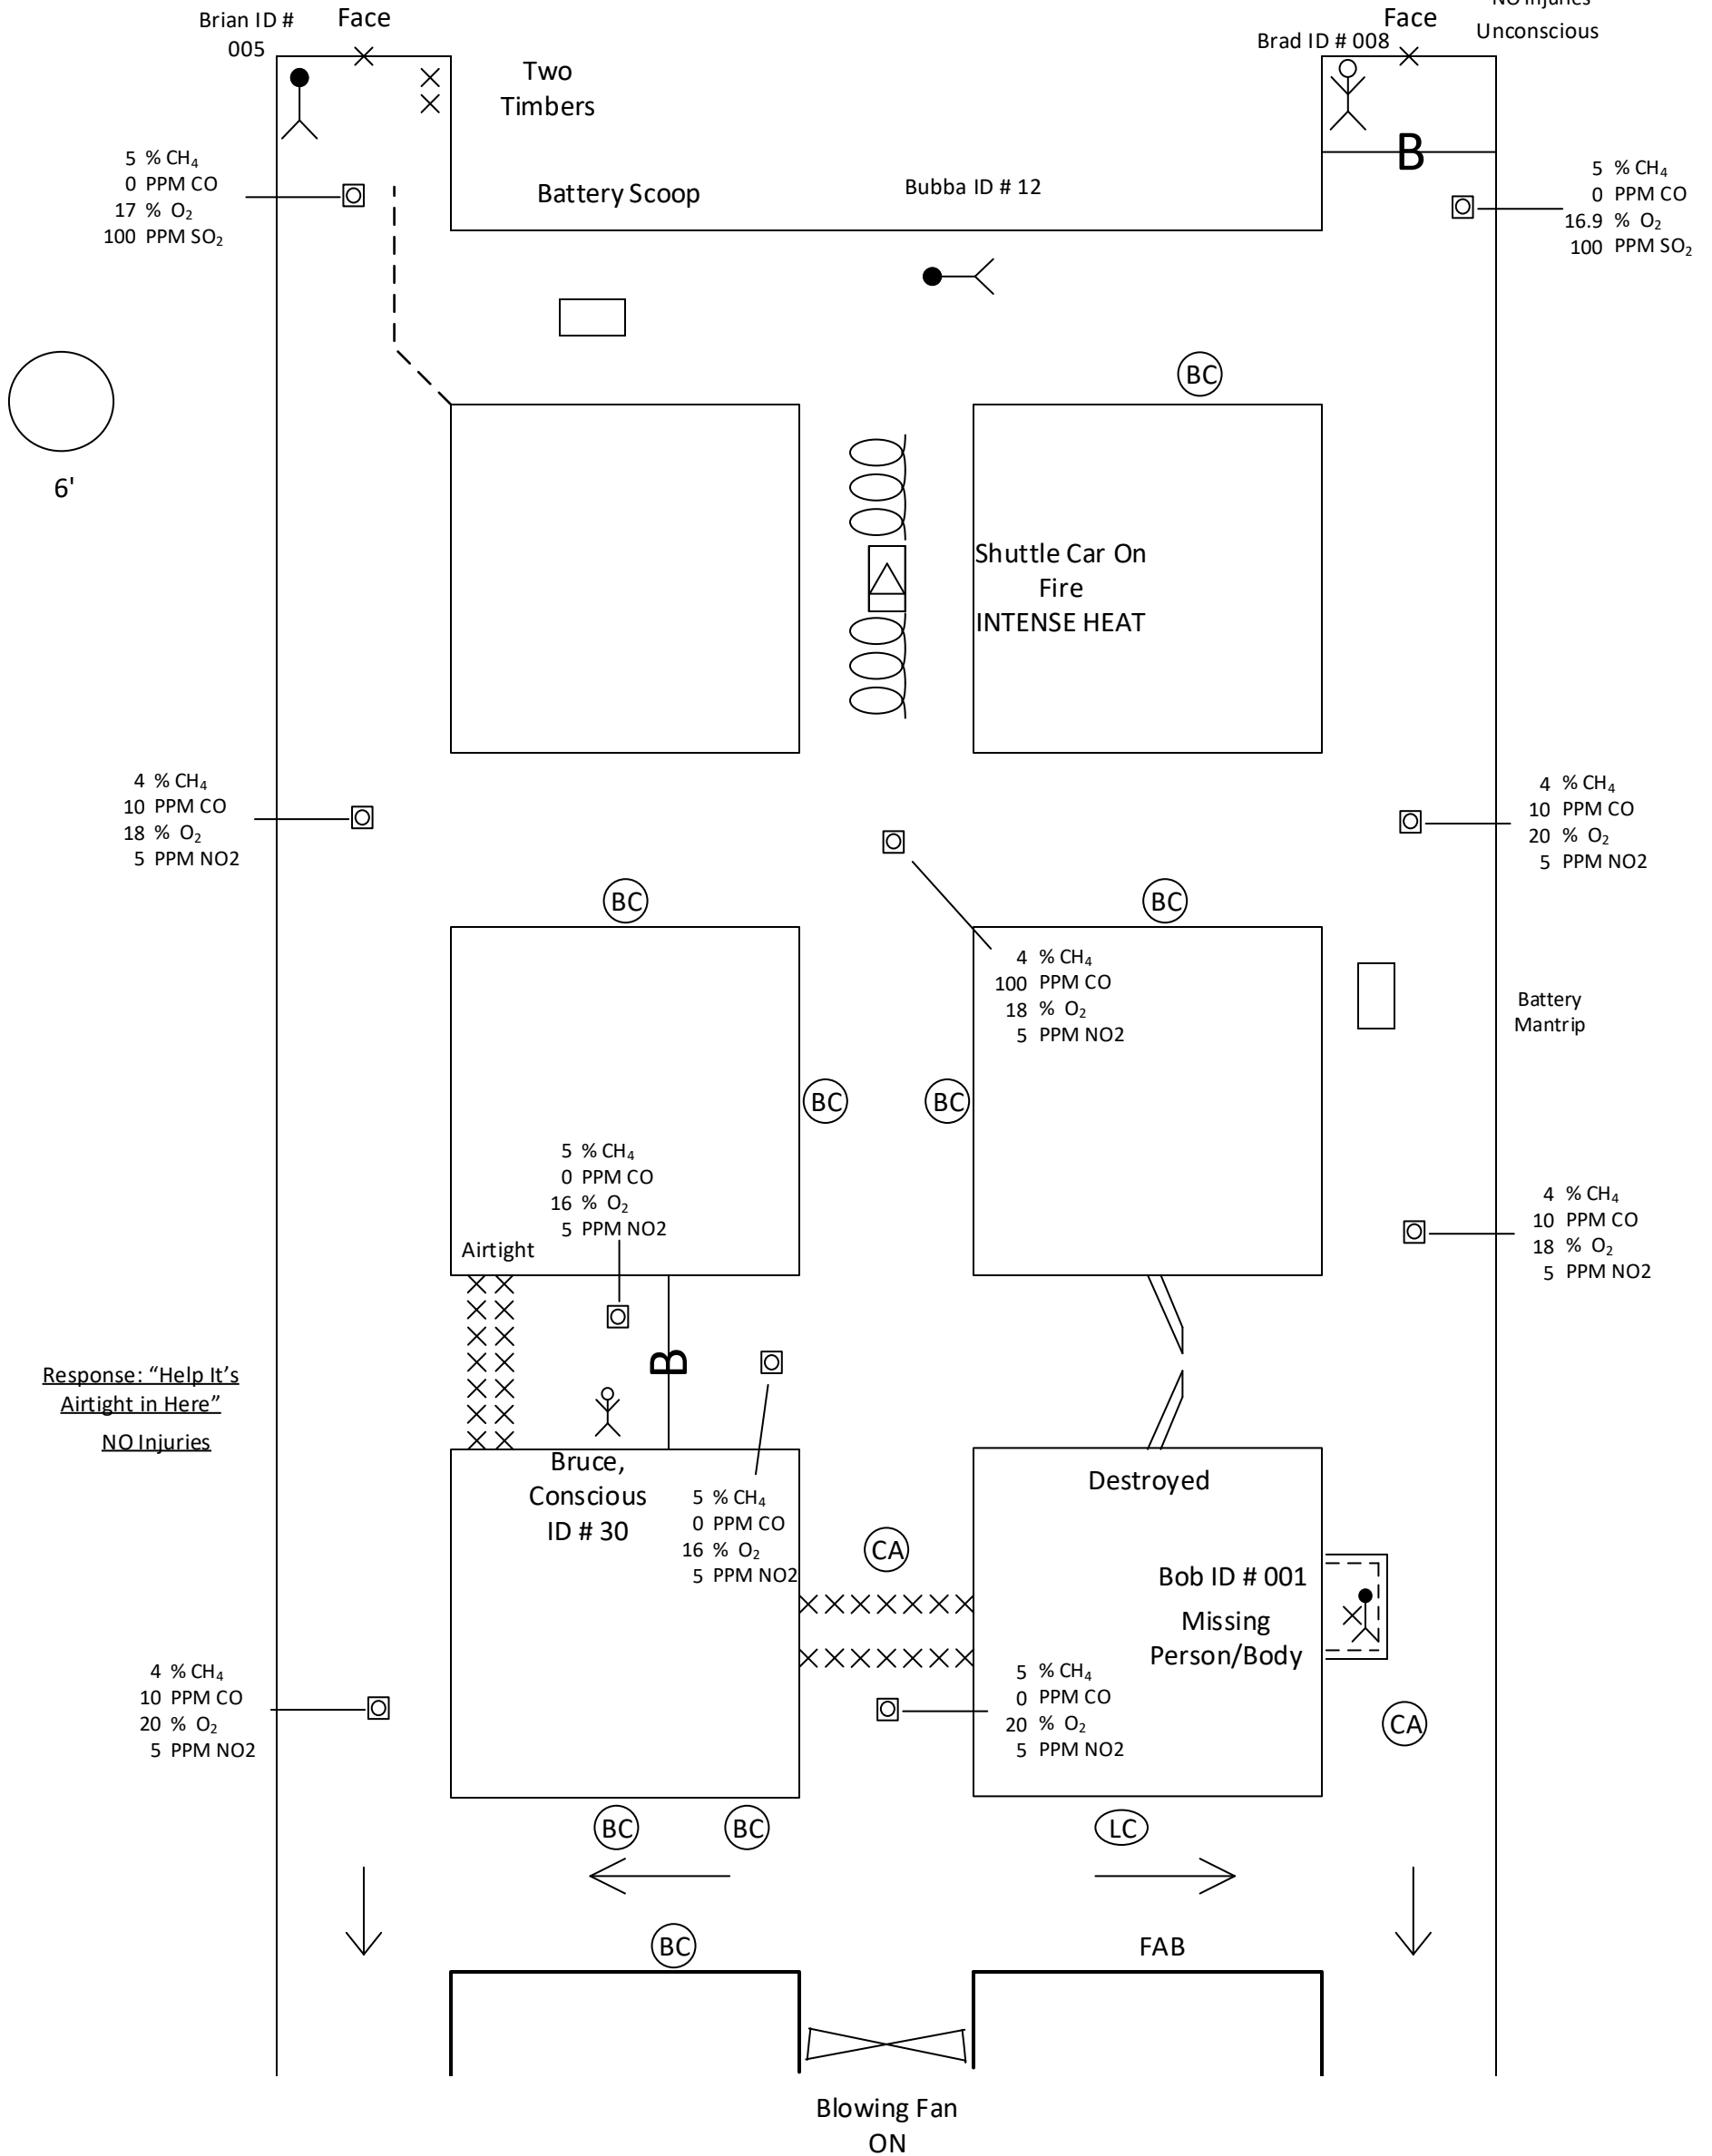 NO Injuries
Unconscious
Brian ID #
005
Face
Face
Brad ID # 008
Two
Timbers
B
5 % CH₄
0 PPM CO
17 % O₂
100 PPM SO₂
Battery Scoop
Bubba ID # 12
5 % CH₄
0 PPM CO
16.9 % O₂
100 PPM SO₂
BC
6'
Shuttle Car On
Fire
INTENSE HEAT
4 % CH₄
10 PPM CO
18 % O₂
5 PPM NO2
4 % CH₄
10 PPM CO
20 % O₂
5 PPM NO2
BC
BC
4 % CH₄
100 PPM CO
18 % O₂
5 PPM NO2
Battery
Mantrip
BC
BC
5 % CH₄
0 PPM CO
16 % O₂
5 PPM NO2
4 % CH₄
10 PPM CO
18 % O₂
5 PPM NO2
Airtight
B
Response: “Help It’s
Airtight in Here”
NO Injuries
Bruce,
Conscious
ID # 30
5 % CH₄
0 PPM CO
16 % O₂
5 PPM NO2
Destroyed
CA
Bob ID # 001
Missing
Person/Body
4 % CH₄
10 PPM CO
20 % O₂
5 PPM NO2
5 % CH₄
0 PPM CO
20 % O₂
5 PPM NO2
CA
BC
BC
LC
BC
FAB
Blowing Fan
ON